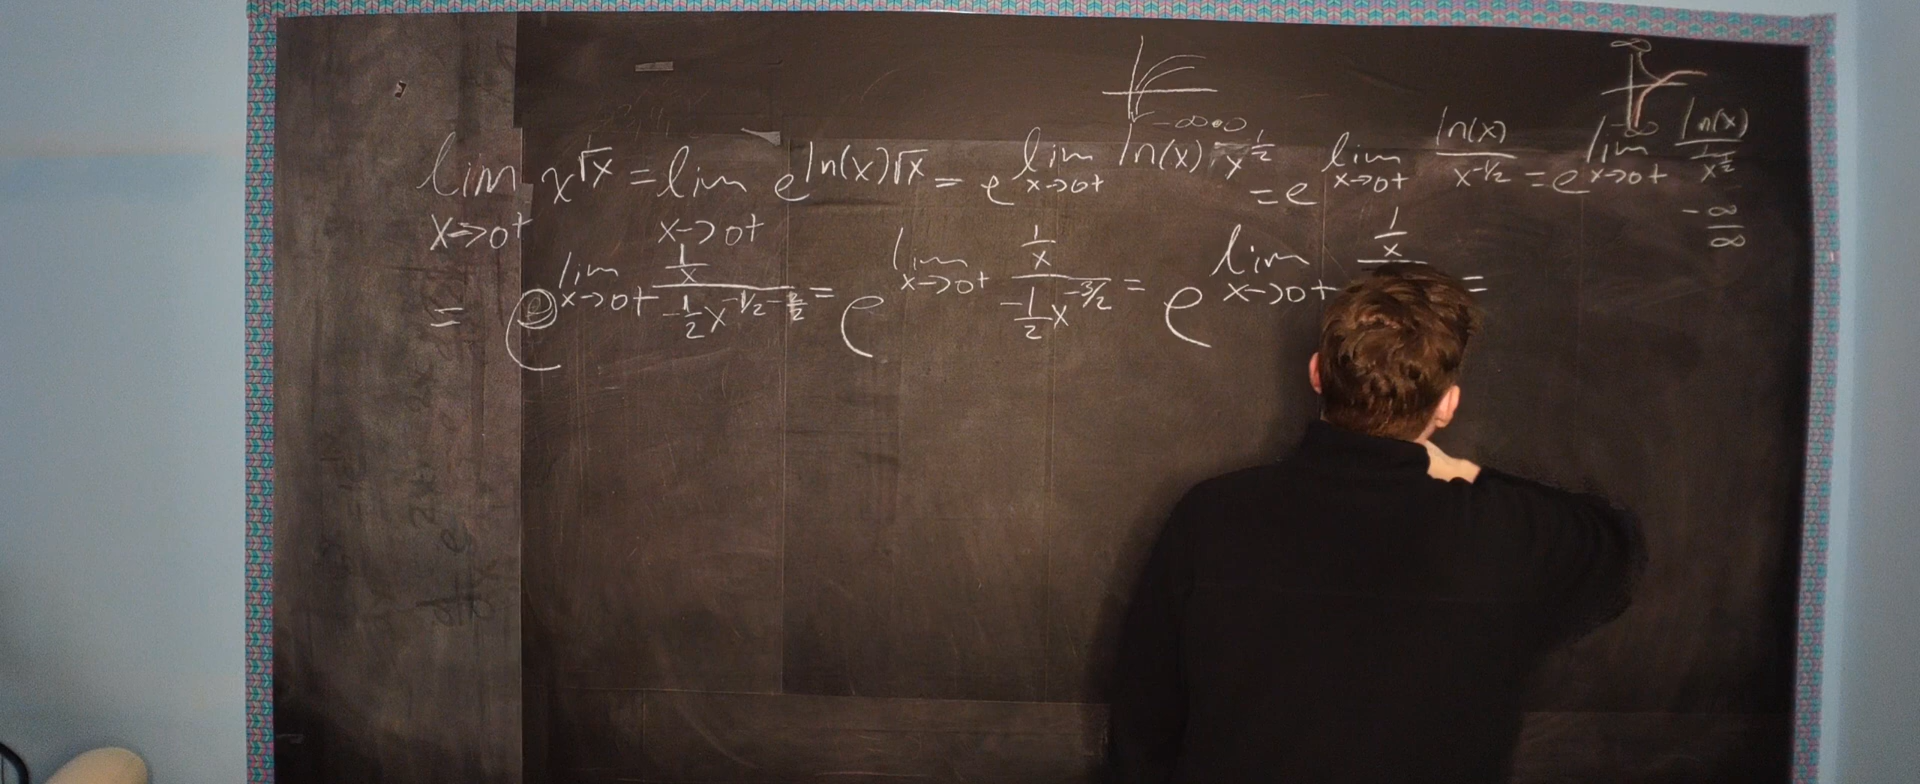 -∞·0
∞
-∞
lim x→0⁺ x^√x = lim x→0⁺ e^(ln(x)√x) = e^(lim x→0⁺ ln(x)·x^(1/2)) = e^(lim x→0⁺ ln(x)/x^(-1/2)) = e^(lim x→0⁺ ln(x)/(1/x^(1/2)))
-∞/∞
= e^(lim x→0⁺ (1/x)/(-1/2 x^(-1/2-2/2))) = e^(lim x→0⁺ (1/x)/(-1/2 x^(-3/2))) = e^(lim x→0⁺ 1/x =